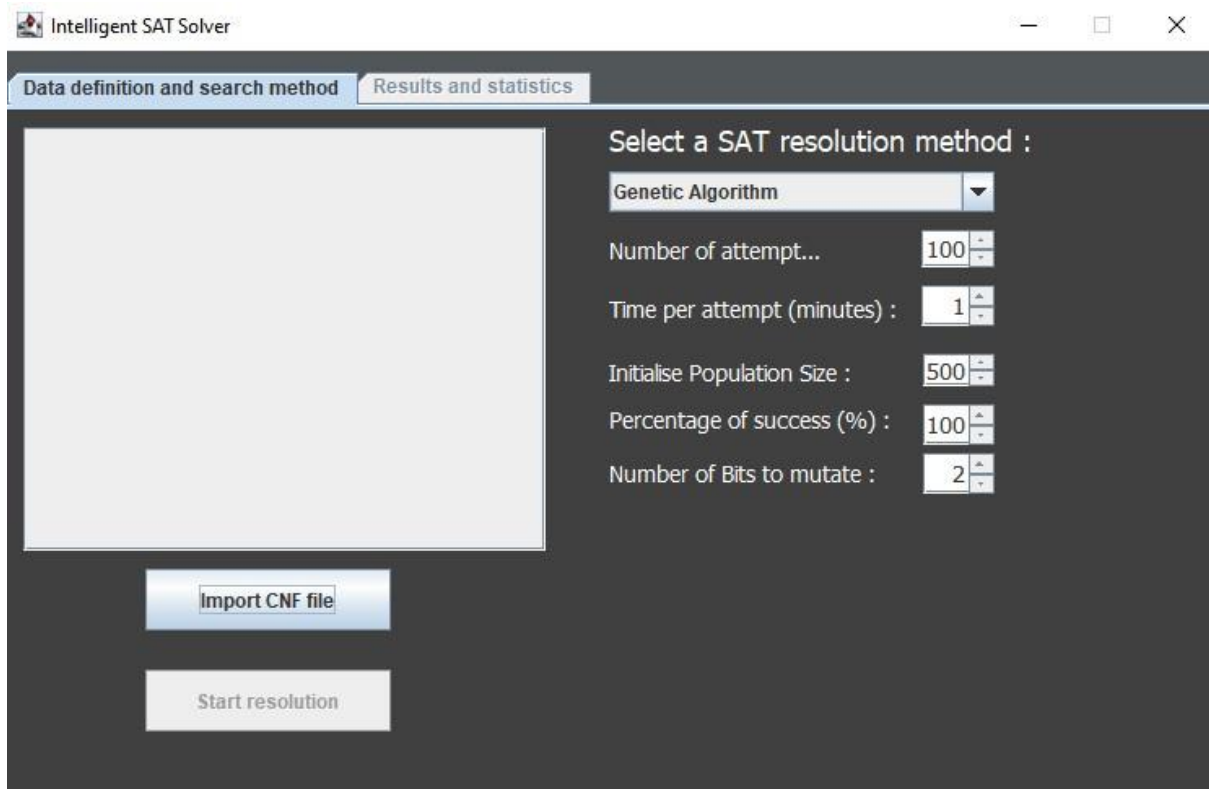 Intelligent SAT Solver
Data definition and search method
Results and statistics
Select a SAT resolution method :
Genetic Algorithm
Number of attempt... 100
Time per attempt (minutes) : 1
Initialise Population Size : 500
Percentage of success (%) : 100
Number of Bits to mutate : 2
Import CNF file
Start resolution